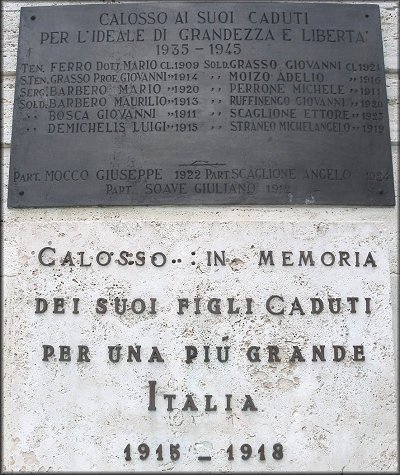 CALOSSO AI SUOI CADUTI
PER L'IDEALE DI GRANDEZZA E LIBERTA'
1935 - 1945
TEN. FERRO DOTT. MARIO CL. 1909 SOLD. GRASSO GIOVANNI CL. 1921
S.TEN. GRASSO PROF. GIOVANNI " 1914 " MOIZO ADELIO " 1916
SERG. BARBERO MARIO " 1920 " PERRONE MICHELE " 1911
SOLD. BARBERO MAURILIO " 1913 " RUFFINENGO GIOVANNI " 1920
" BOSCA GIOVANNI " 1911 " SCAGLIONE ETTORE " 1923
" DEMICHELIS LUIGI " 1915 " STRANEO MICHELANGELO " 1919
PART. MOCCO GIUSEPPE 1922 PART. SCAGLIONE ANGELO 1924
PART. SOAVE GIULIANO 1912
CALOSSO IN MEMORIA
DEI SUOI FIGLI CADUTI
PER UNA PIÚ GRANDE
ITALIA
1915 - 1918